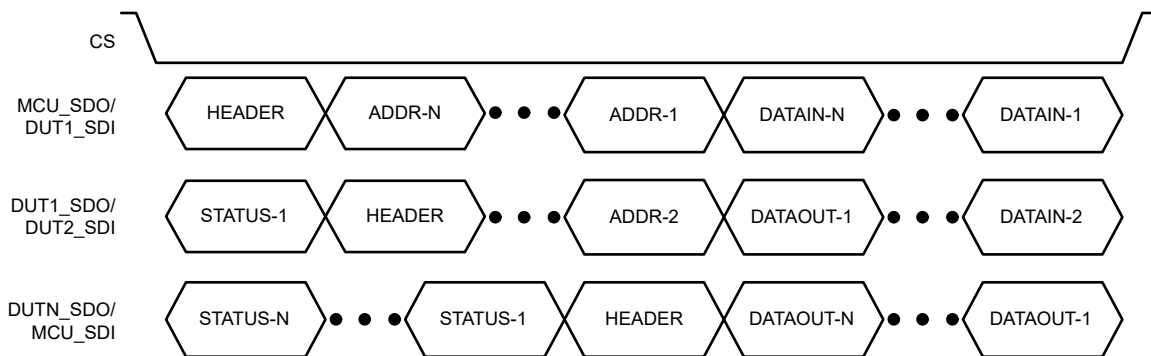 CS
MCU_SDO/
DUT1_SDI
HEADER ADDR-N ADDR-1 DATAIN-N DATAIN-1
DUT1_SDO/
DUT2_SDI
STATUS-1 HEADER ADDR-2 DATAOUT-1 DATAIN-2
DUTN_SDO/
MCU_SDI
STATUS-N STATUS-1 HEADER DATAOUT-N DATAOUT-1